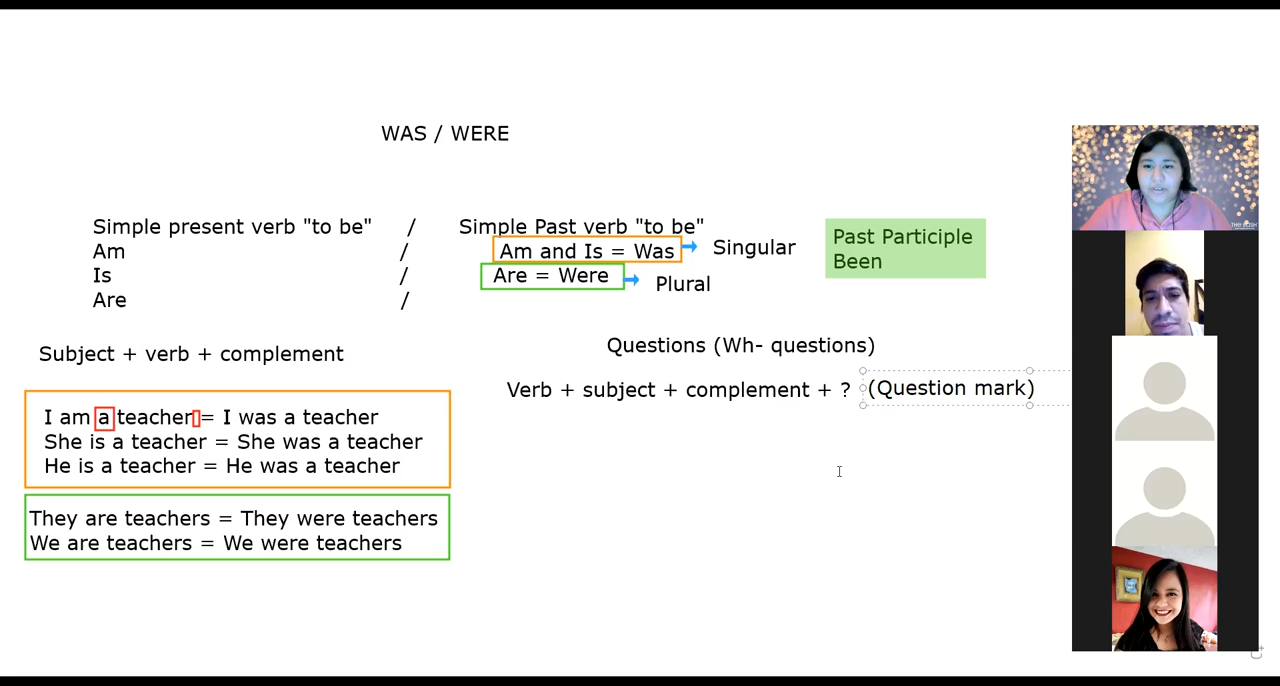 WAS / WERE
Simple present verb "to be" / Simple Past verb "to be"
Am / Am and Is = Was Singular
Is / Are = Were Plural
Are /
Past Participle
Been
Subject + verb + complement
Questions (Wh- questions)
Verb + subject + complement + ? (Question mark)
I am a teacher = I was a teacher
She is a teacher = She was a teacher
He is a teacher = He was a teacher
They are teachers = They were teachers
We are teachers = We were teachers